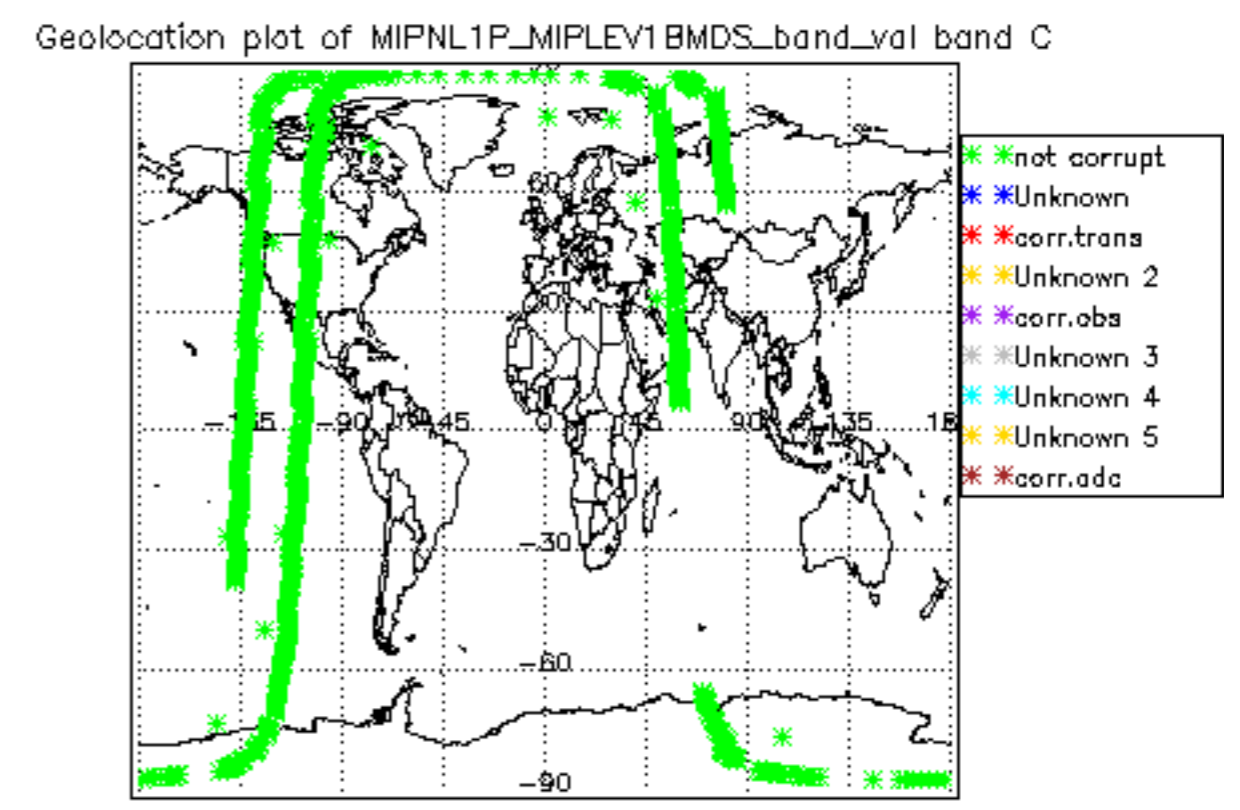 Geolocation plot of MIPNL1P_MIPLEV1BMDS_band_val band C
not corrupt
Unknown
corr.trans
Unknown 2
corr.obs
Unknown 3
Unknown 4
Unknown 5
corr.adc
60
-90 -45 0 45 90 135
-30
-60
-90